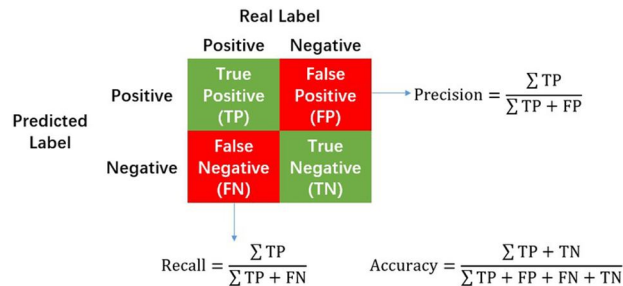 Real Label
Positive Negative
Predicted
Label
Positive
True
Positive
(TP)
False
Positive
(FP)
Precision = ∑ TP / ∑ TP + FP
Negative
False
Negative
(FN)
True
Negative
(TN)
Recall = ∑ TP / ∑ TP + FN
Accuracy = ∑ TP + TN / ∑ TP + FP + FN + TN